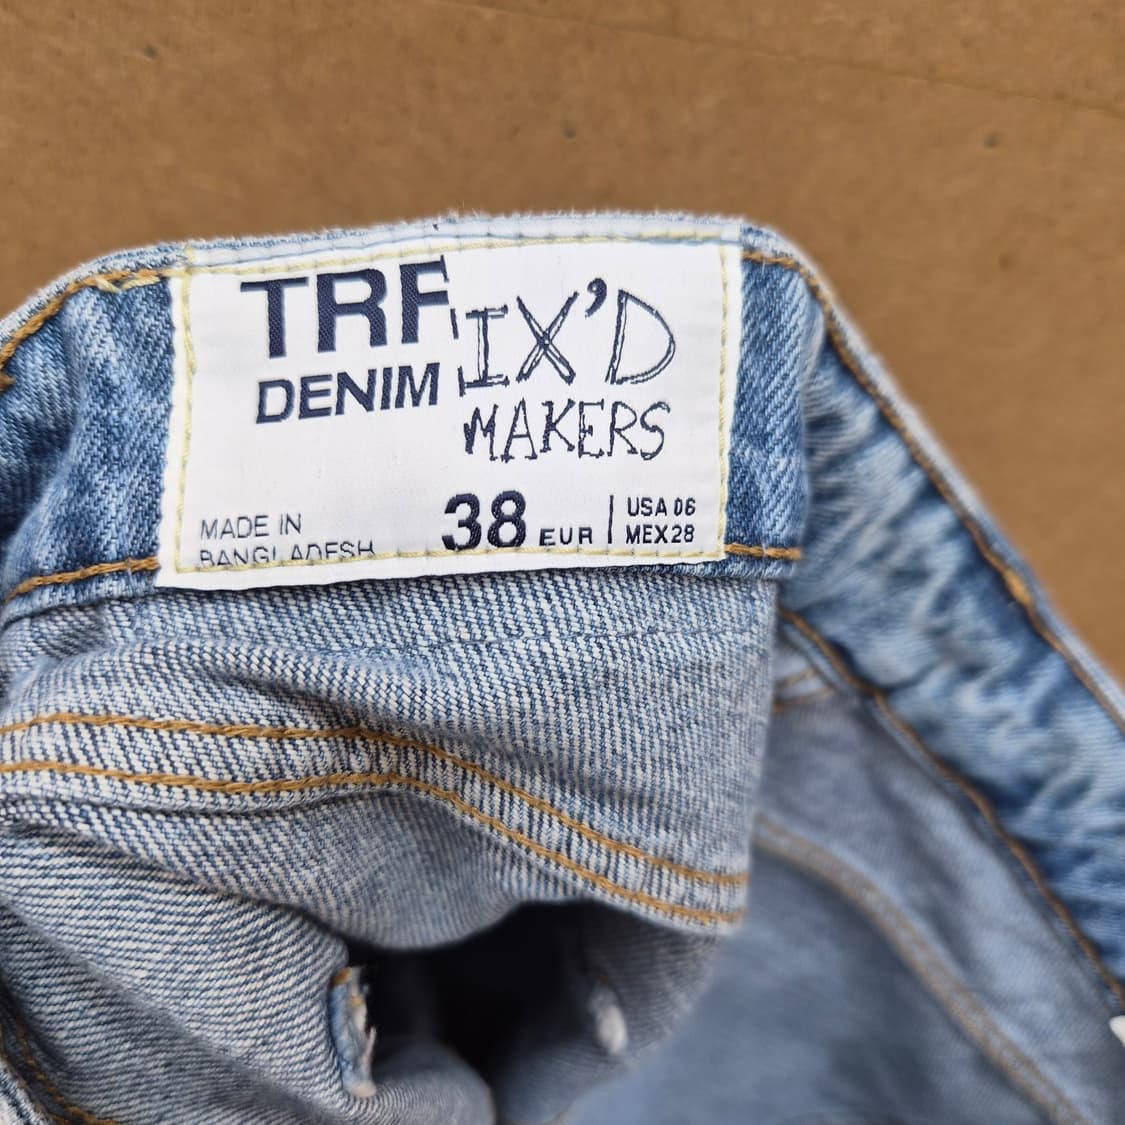 TRF
DENIM
IX'D
MAKERS
MADE IN
BANGLADESH
38 EUR
USA 06
MEX 28